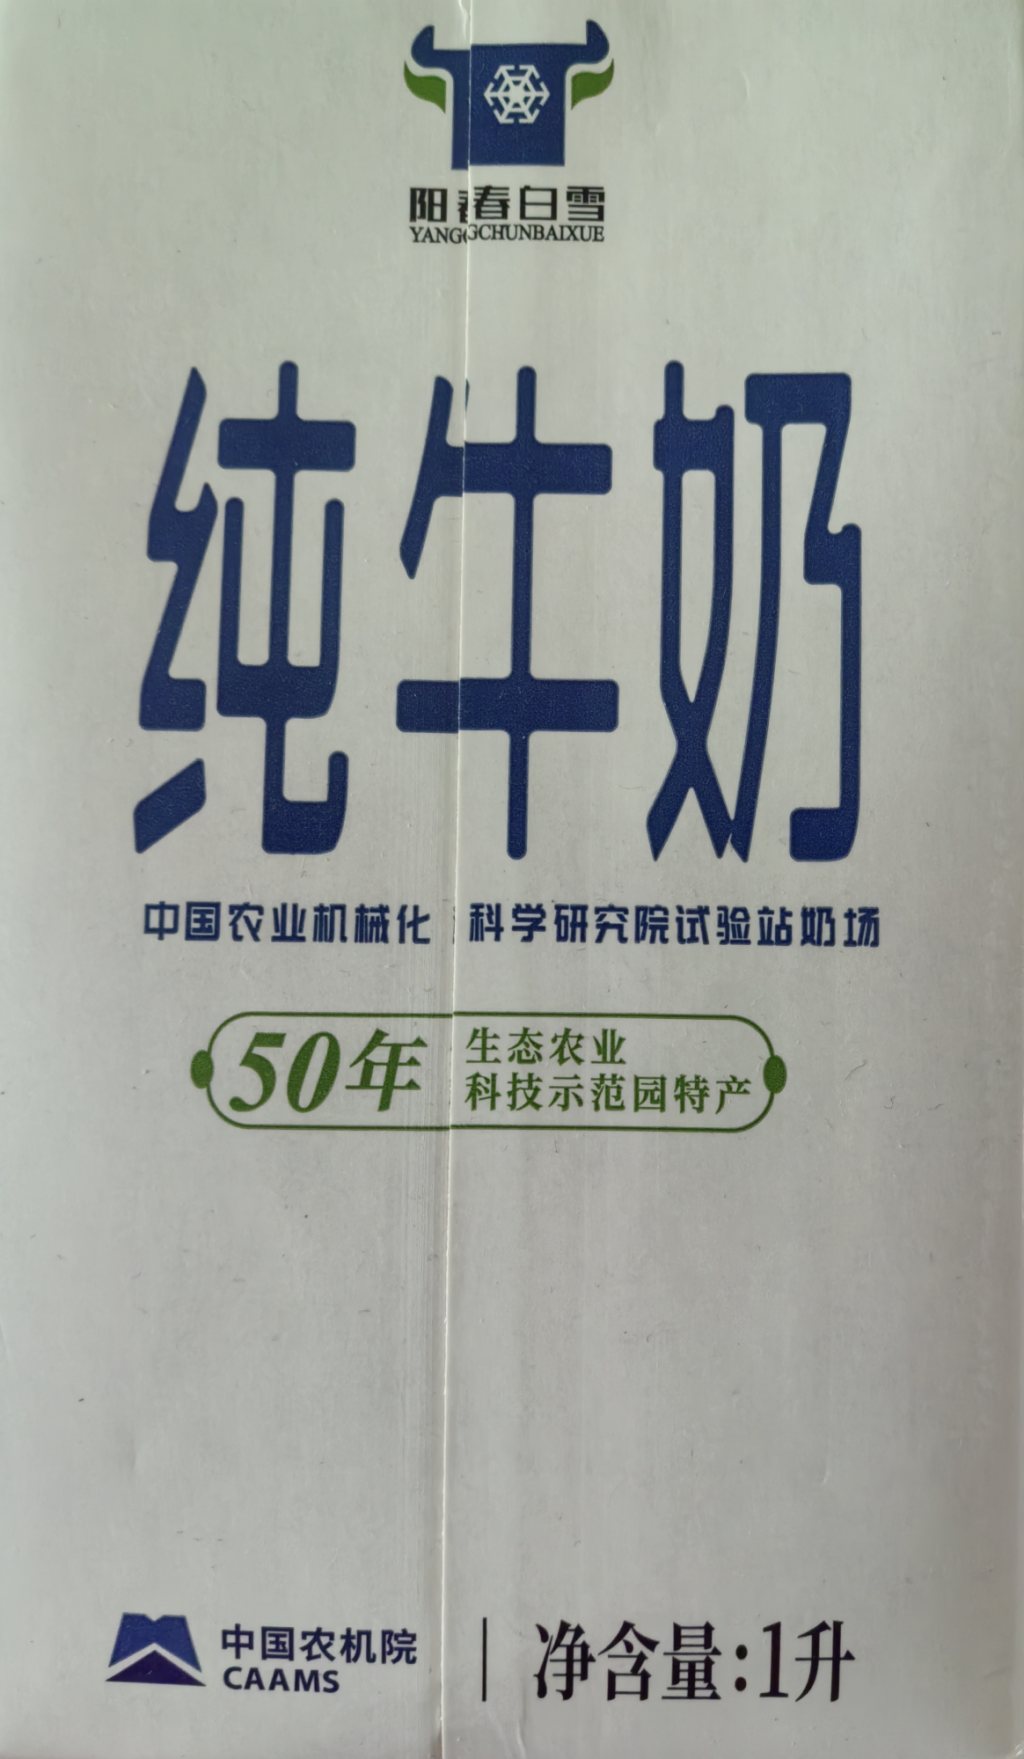 阳春白雪
YANGCHUNBAIXUE
纯牛奶
中国农业机械化科学研究院试验站奶场
50年
生态农业
科技示范园特产
中国农机院
CAAMS
净含量:1升